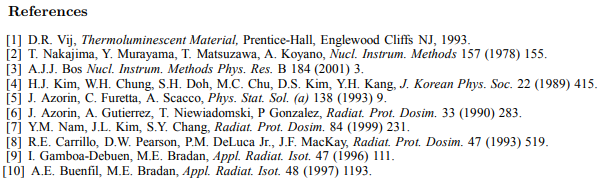 References
[1] D.R. Vij, Thermoluminescent Material, Prentice-Hall, Englewood Cliffs NJ, 1993.
[2] T. Nakajima, Y. Murayama, T. Matsuzawa, A. Koyano, Nucl. Instrum. Methods 157 (1978) 155.
[3] A.J.J. Bos Nucl. Instrum. Methods Phys. Res. B 184 (2001) 3.
[4] H.J. Kim, W.H. Chung, S.H. Doh, M.C. Chu, D.S. Kim, Y.H. Kang, J. Korean Phys. Soc. 22 (1989) 415.
[5] J. Azorin, C. Furetta, A. Scacco, Phys. Stat. Sol. (a) 138 (1993) 9.
[6] J. Azorin, A. Gutierrez, T. Niewiadomski, P Gonzalez, Radiat. Prot. Dosim. 33 (1990) 283.
[7] Y.M. Nam, J.L. Kim, S.Y. Chang, Radiat. Prot. Dosim. 84 (1999) 231.
[8] R.E. Carrillo, D.W. Pearson, P.M. DeLuca Jr., J.F. MacKay, Radiat. Prot. Dosim. 47 (1993) 519.
[9] I. Gamboa-Debuen, M.E. Bradan, Appl. Radiat. Isot. 47 (1996) 111.
[10] A.E. Buenfil, M.E. Bradan, Appl. Radiat. Isot. 48 (1997) 1193.